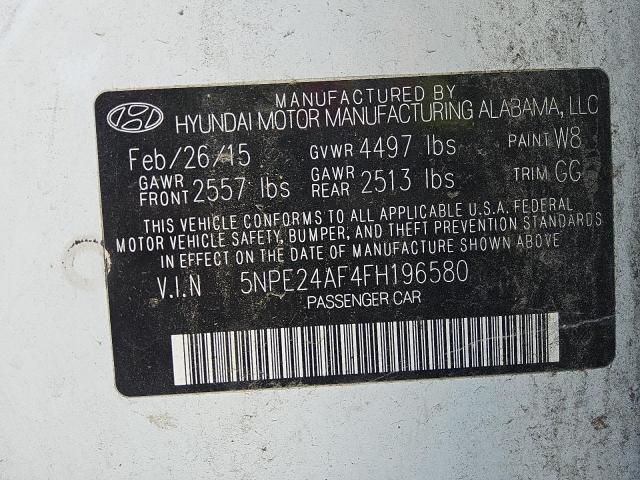 MANUFACTURED BY
HYUNDAI MOTOR MANUFACTURING ALABAMA, LLC
Feb/26/15 GVWR 4497 lbs PAINT W8
GAWR FRONT 2557 lbs GAWR REAR 2513 lbs TRIM GG
THIS VEHICLE CONFORMS TO ALL APPLICABLE U.S.A. FEDERAL
MOTOR VEHICLE SAFETY, BUMPER, AND THEFT PREVENTION STANDARDS
IN EFFECT ON THE DATE OF MANUFACTURE SHOWN ABOVE
V.I.N 5NPE24AF4FH196580
PASSENGER CAR